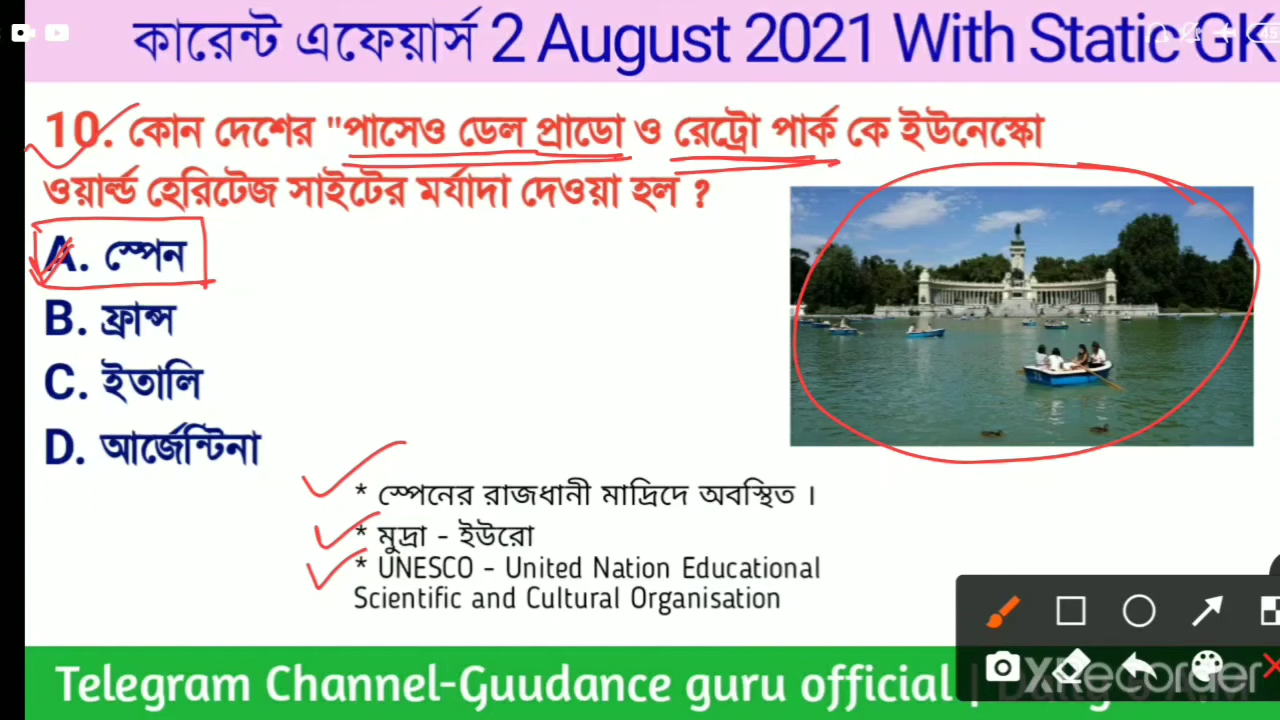 কারেন্ট এফেয়ার্স 2 August 2021 With Static GK
10. কোন দেশের "পাসেও ডেল প্রাডো ও রেট্রো পার্ক কে ইউনেস্কো
ওয়ার্ল্ড হেরিটেজ সাইটের মর্যাদা দেওয়া হল ?
A. স্পেন
B. ফ্রান্স
C. ইতালি
D. আর্জেন্টিনা
* স্পেনের রাজধানী মাদ্রিদে অবস্থিত ।
* মুদ্রা - ইউরো
* UNESCO - United Nation Educational
Scientific and Cultural Organisation
Telegram Channel-Guudance guru official |
XRecorder